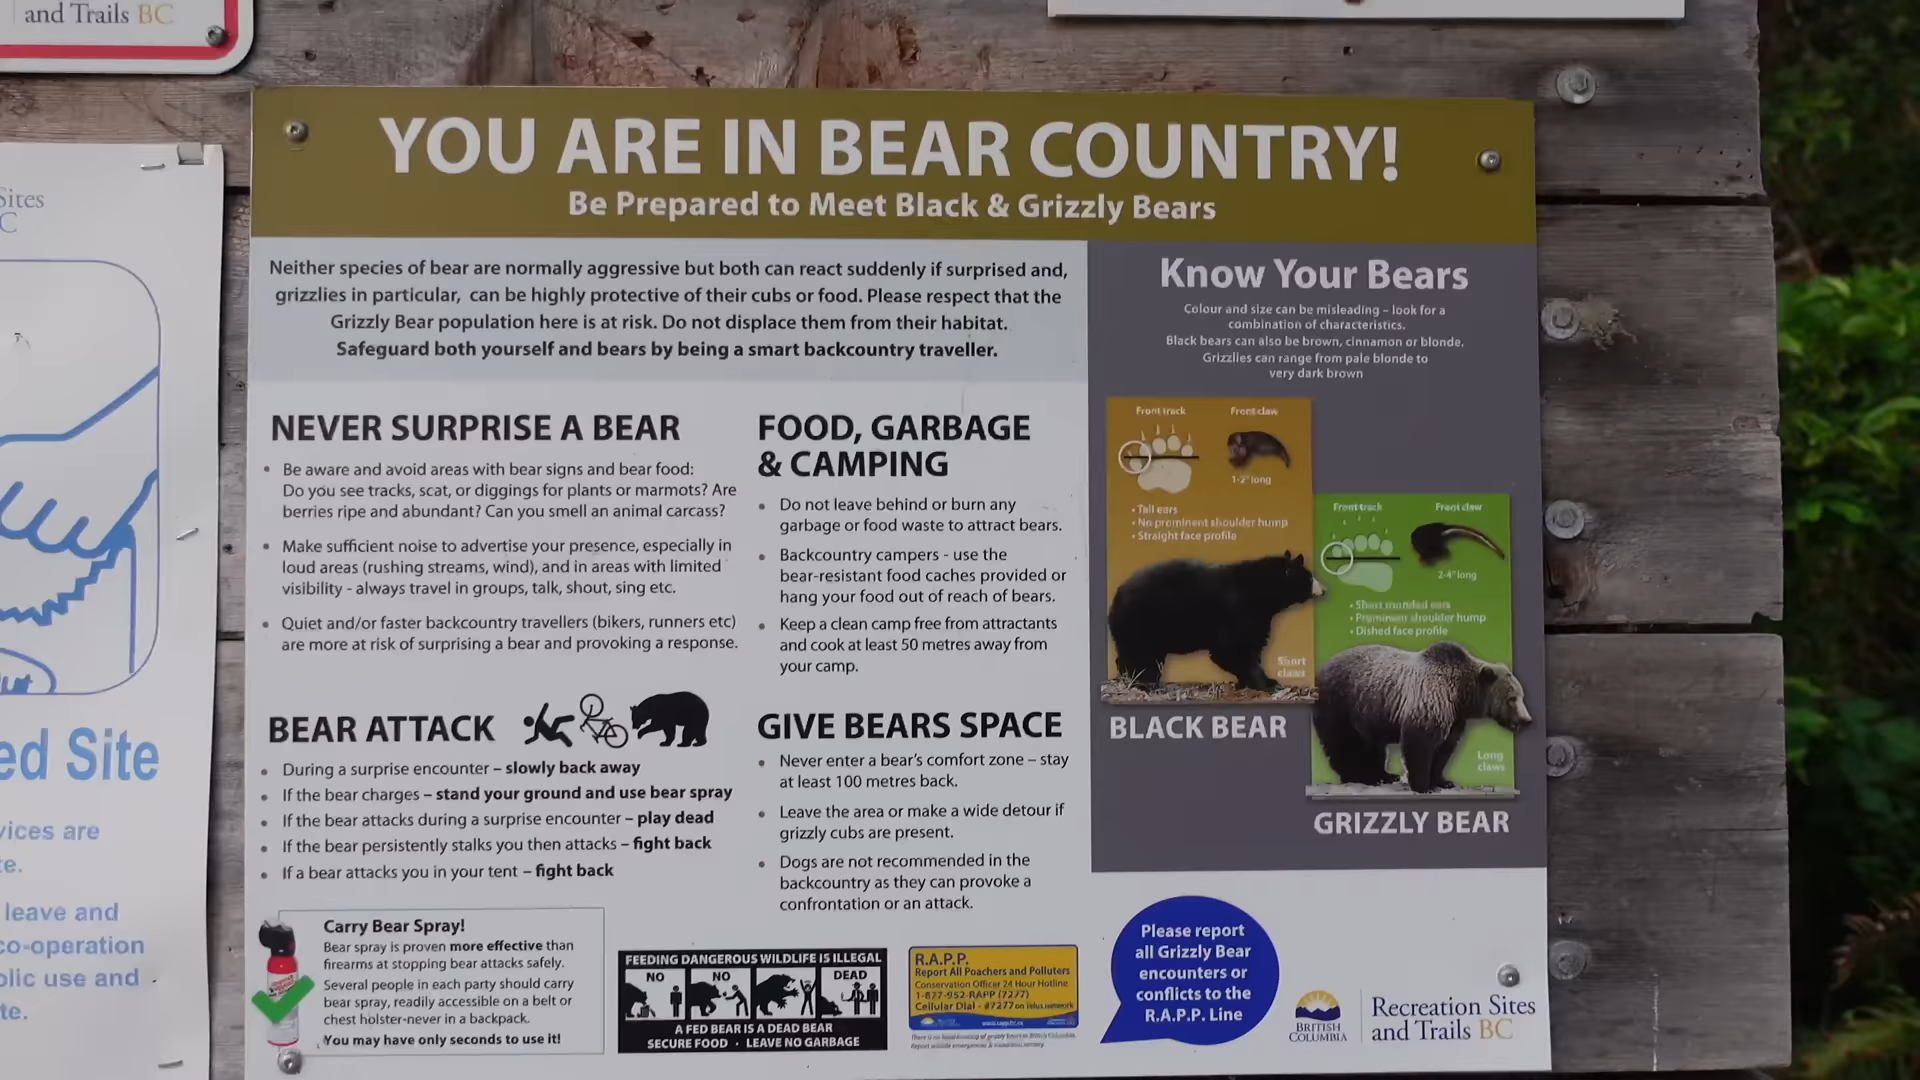 and Trails BC
Sites
C
ed Site
vices are
te.
leave and
co-operation
olic use and
te.
YOU ARE IN BEAR COUNTRY!
Be Prepared to Meet Black & Grizzly Bears
Neither species of bear are normally aggressive but both can react suddenly if surprised and,
grizzlies in particular, can be highly protective of their cubs or food. Please respect that the
Grizzly Bear population here is at risk. Do not displace them from their habitat.
Safeguard both yourself and bears by being a smart backcountry traveller.
NEVER SURPRISE A BEAR
• Be aware and avoid areas with bear signs and bear food:
Do you see tracks, scat, or diggings for plants or marmots? Are
berries ripe and abundant? Can you smell an animal carcass?
• Make sufficient noise to advertise your presence, especially in
loud areas (rushing streams, wind), and in areas with limited
visibility - always travel in groups, talk, shout, sing etc.
• Quiet and/or faster backcountry travellers (bikers, runners etc)
are more at risk of surprising a bear and provoking a response.
BEAR ATTACK
• During a surprise encounter – slowly back away
• If the bear charges – stand your ground and use bear spray
• If the bear attacks during a surprise encounter – play dead
• If the bear persistently stalks you then attacks – fight back
• If a bear attacks you in your tent – fight back
Carry Bear Spray!
Bear spray is proven more effective than
firearms at stopping bear attacks safely.
Several people in each party should carry
bear spray, readily accessible on a belt or
chest holster-never in a backpack.
You may have only seconds to use it!
FOOD, GARBAGE
& CAMPING
• Do not leave behind or burn any
garbage or food waste to attract bears.
• Backcountry campers - use the
bear-resistant food caches provided or
hang your food out of reach of bears.
• Keep a clean camp free from attractants
and cook at least 50 metres away from
your camp.
GIVE BEARS SPACE
• Never enter a bear's comfort zone – stay
at least 100 metres back.
• Leave the area or make a wide detour if
grizzly cubs are present.
• Dogs are not recommended in the
backcountry as they can provoke a
confrontation or an attack.
FEEDING DANGEROUS WILDLIFE IS ILLEGAL
NO NO DEAD
A FED BEAR IS A DEAD BEAR
SECURE FOOD · LEAVE NO GARBAGE
R.A.P.P.
Report All Poachers and Polluters
Conservation Officer 24 Hour Hotline
1-877-952-RAPP (7277)
Cellular Dial - #7277 on telus network
www.rapp.bc.ca
Know Your Bears
Colour and size can be misleading – look for a
combination of characteristics.
Black bears can also be brown, cinnamon or blonde.
Grizzlies can range from pale blonde to
very dark brown
Front track Front claw
1-2" long
• Tall ears
• No prominent shoulder hump
• Straight face profile
Short
claws
BLACK BEAR
Front track Front claw
2-4" long
• Short rounded ears
• Prominent shoulder hump
• Dished face profile
Long
claws
GRIZZLY BEAR
Please report
all Grizzly Bear
encounters or
conflicts to the
R.A.P.P. Line
BRITISH
COLUMBIA
Recreation Sites
and Trails BC